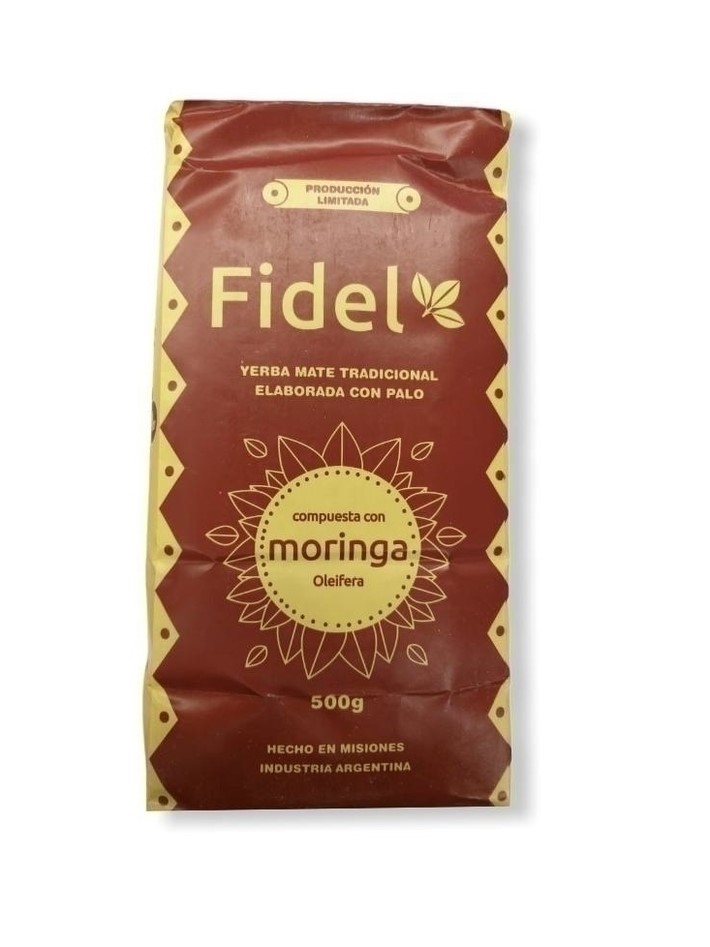 PRODUCCIÓN
LIMITADA
Fidel
YERBA MATE TRADICIONAL
ELABORADA CON PALO
compuesta con
moringa
Oleifera
500g
HECHO EN MISIONES
INDUSTRIA ARGENTINA